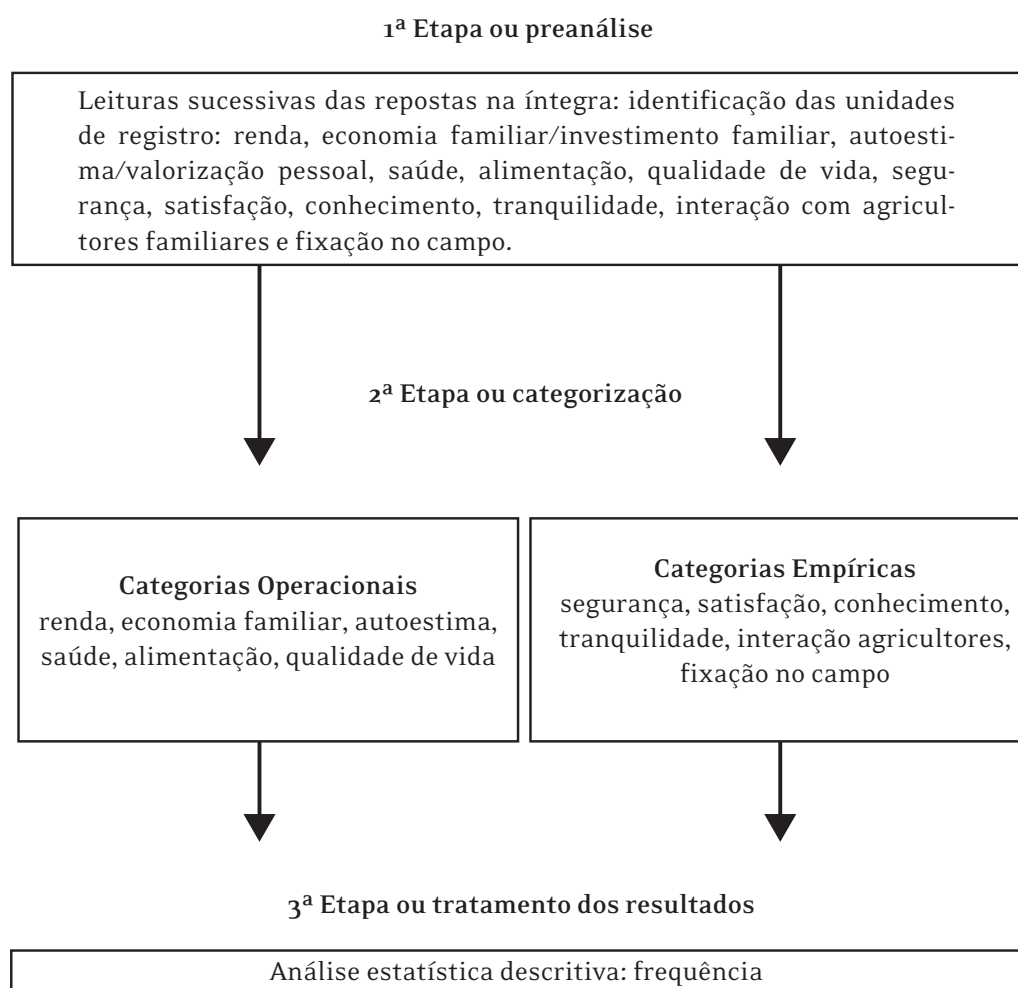 1ª Etapa ou preanálise
Leituras sucessivas das repostas na íntegra: identificação das unidades
de registro: renda, economia familiar/investimento familiar, autoesti-
ma/valorização pessoal, saúde, alimentação, qualidade de vida, segu-
rança, satisfação, conhecimento, tranquilidade, interação com agricul-
tores familiares e fixação no campo.
2ª Etapa ou categorização
Categorias Operacionais
renda, economia familiar, autoestima,
saúde, alimentação, qualidade de vida
Categorias Empíricas
segurança, satisfação, conhecimento,
tranquilidade, interação agricultores,
fixação no campo
3ª Etapa ou tratamento dos resultados
Análise estatística descritiva: frequência